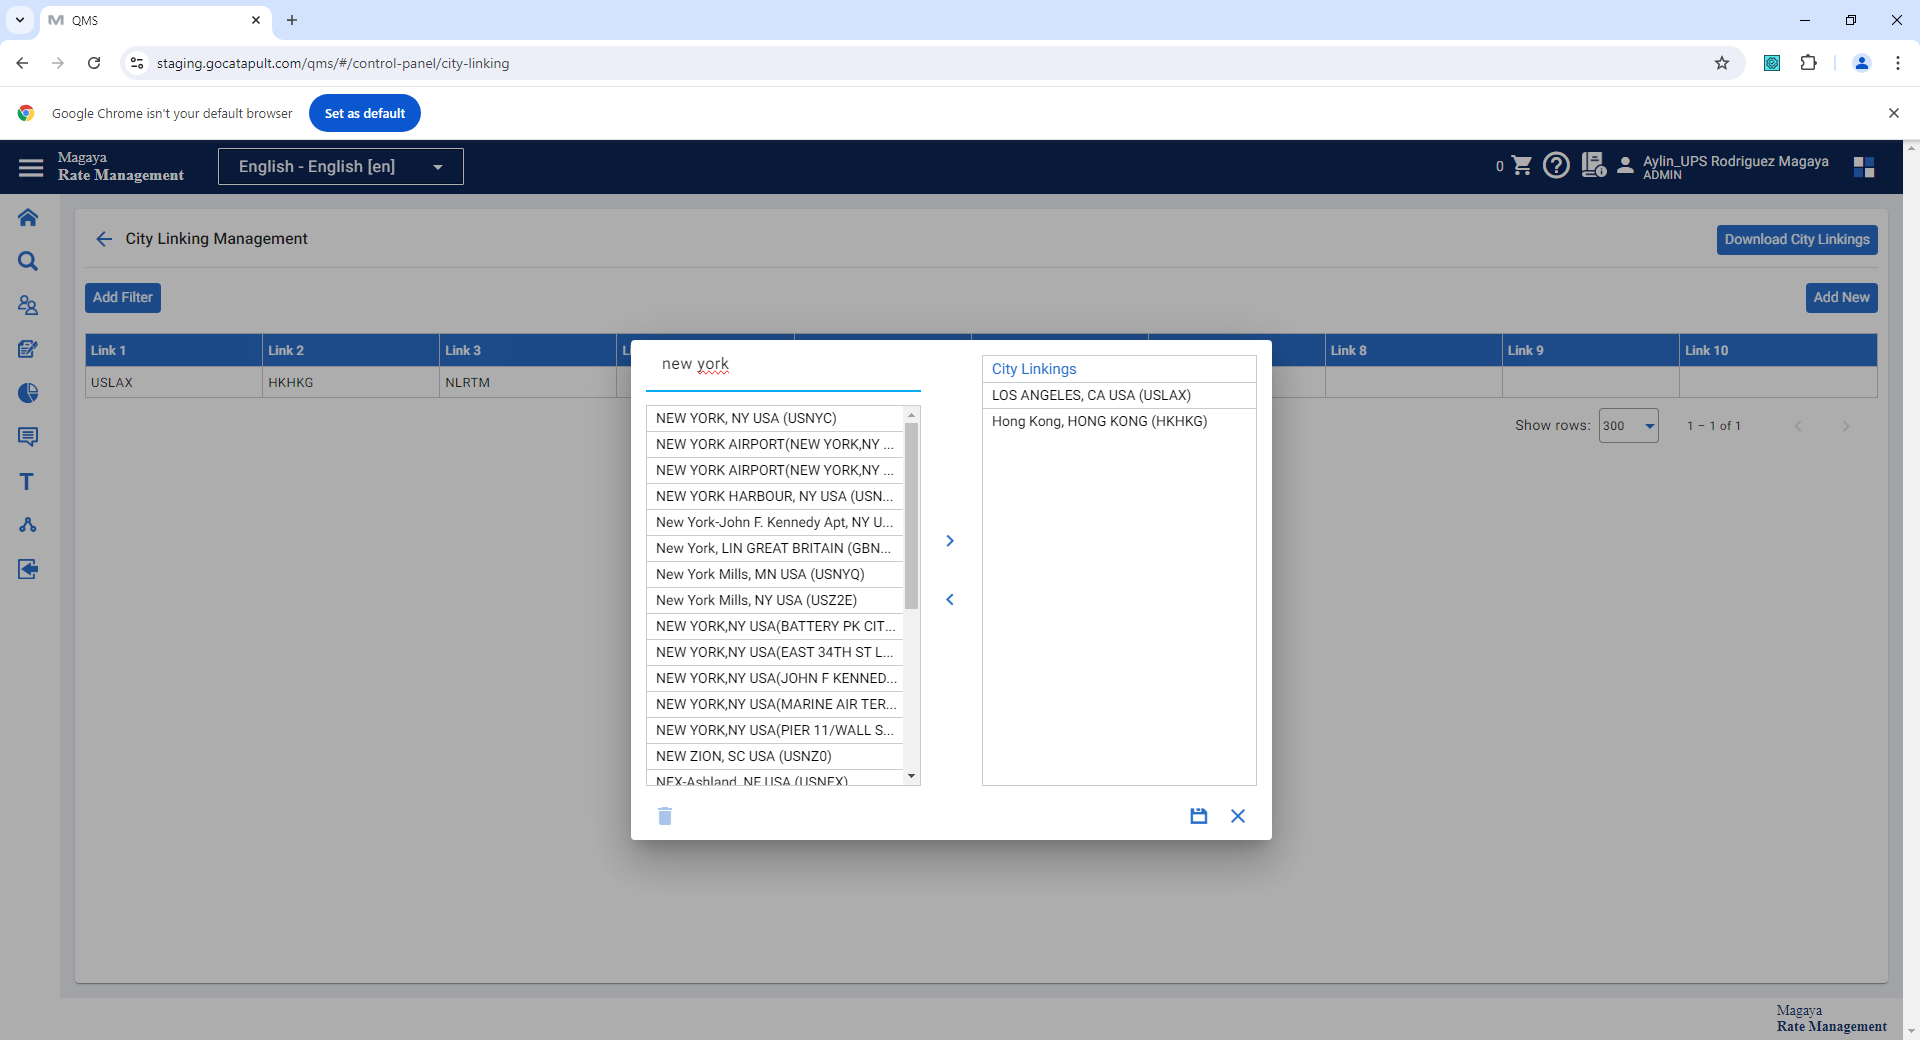 QMS
staging.gocatapult.com/qms/#/control-panel/city-linking
Google Chrome isn't your default browser
Set as default
Magaya
Rate Management
English - English [en]
0
Aylin_UPS Rodriguez Magaya
ADMIN
City Linking Management
Download City Linkings
Add Filter
Add New
Link 1
Link 2
Link 3
Link 8
Link 9
Link 10
USLAX
HKHKG
NLRTM
Show rows:
300
1 – 1 of 1
new york
NEW YORK, NY USA (USNYC)
NEW YORK AIRPORT(NEW YORK,NY ...
NEW YORK AIRPORT(NEW YORK,NY ...
NEW YORK HARBOUR, NY USA (USN...
New York-John F. Kennedy Apt, NY U...
New York, LIN GREAT BRITAIN (GBN...
New York Mills, MN USA (USNYQ)
New York Mills, NY USA (USZ2E)
NEW YORK,NY USA(BATTERY PK CIT...
NEW YORK,NY USA(EAST 34TH ST L...
NEW YORK,NY USA(JOHN F KENNED...
NEW YORK,NY USA(MARINE AIR TER...
NEW YORK,NY USA(PIER 11/WALL S...
NEW ZION, SC USA (USNZ0)
NEX-Ashland, NE USA (USNEX)
City Linkings
LOS ANGELES, CA USA (USLAX)
Hong Kong, HONG KONG (HKHKG)
Magaya
Rate Management